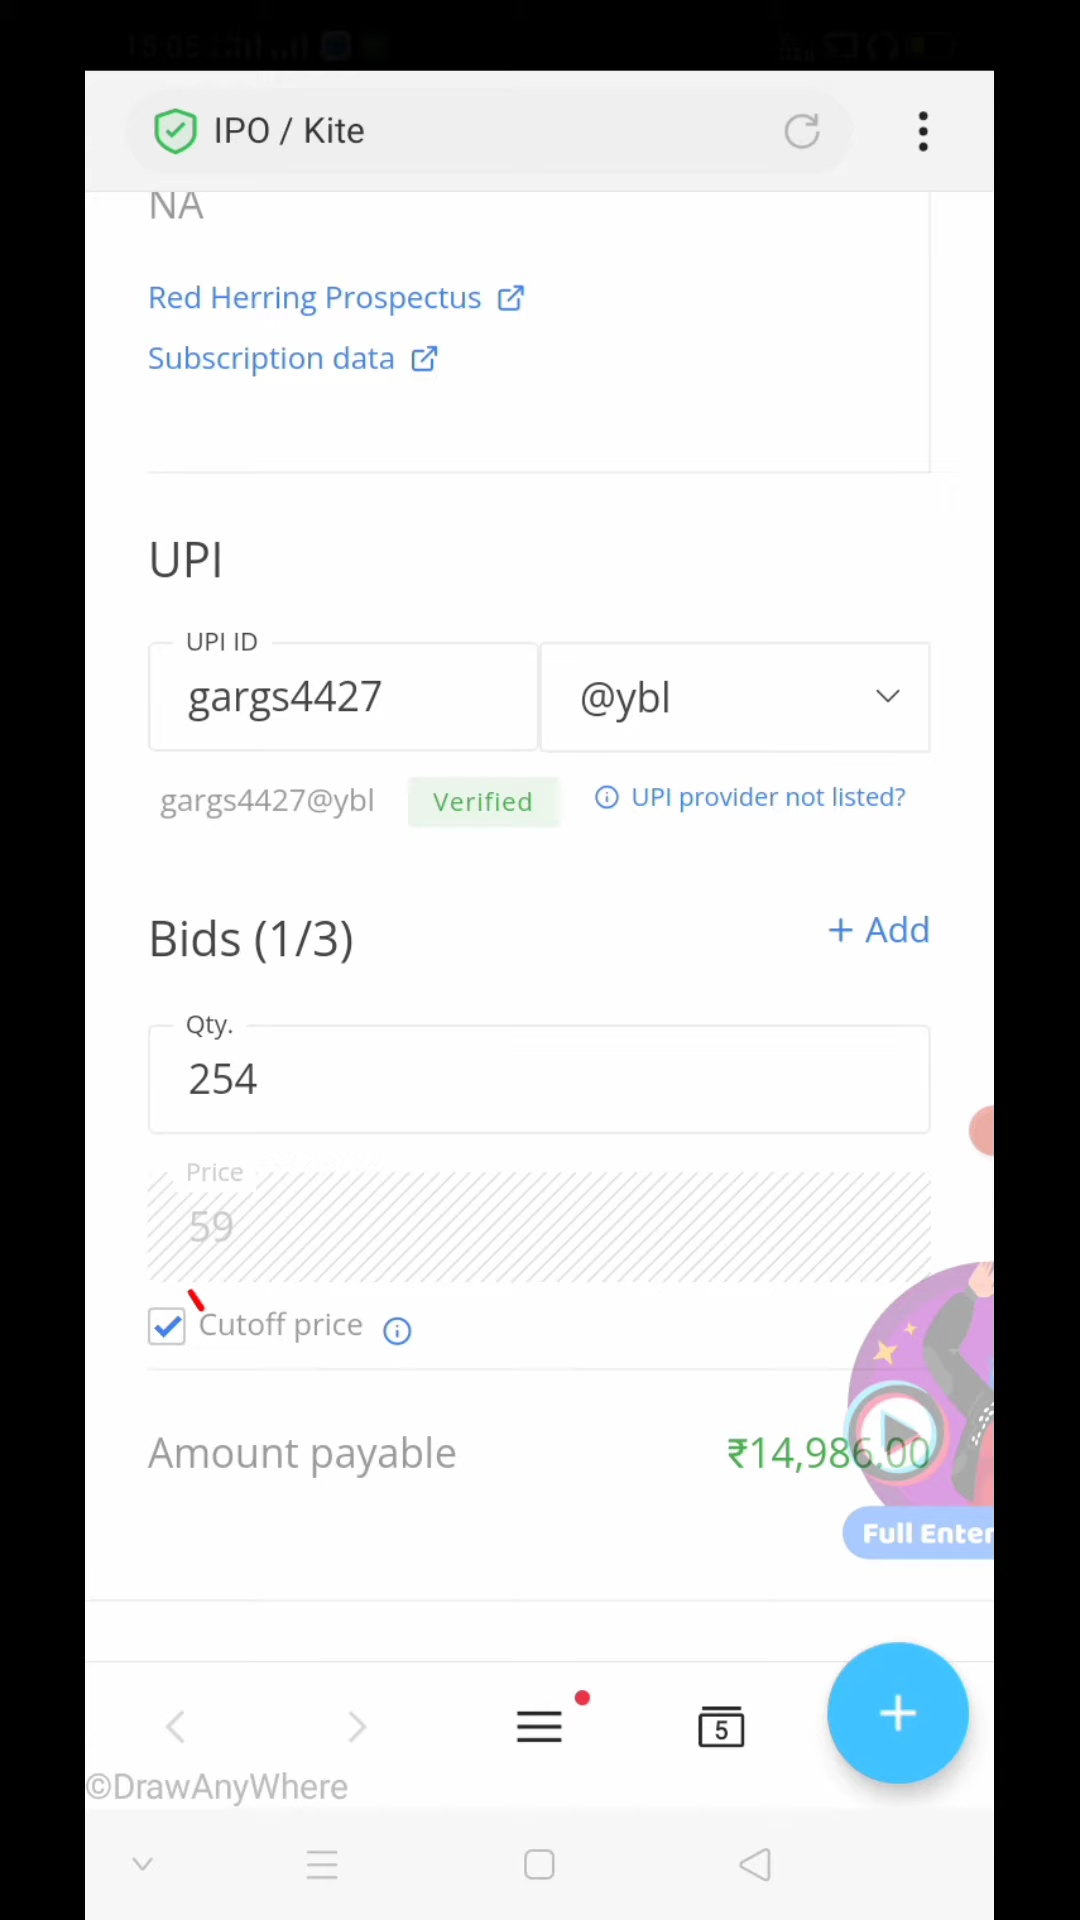 IPO / Kite
NA
Red Herring Prospectus
Subscription data
UPI
UPI ID
gargs4427
@ybl
gargs4427@ybl
Verified
UPI provider not listed?
Bids (1/3)
+ Add
Qty.
254
Price
59
Cutoff price
Amount payable
₹14,986.00
Full Enter
5
©DrawAnyWhere